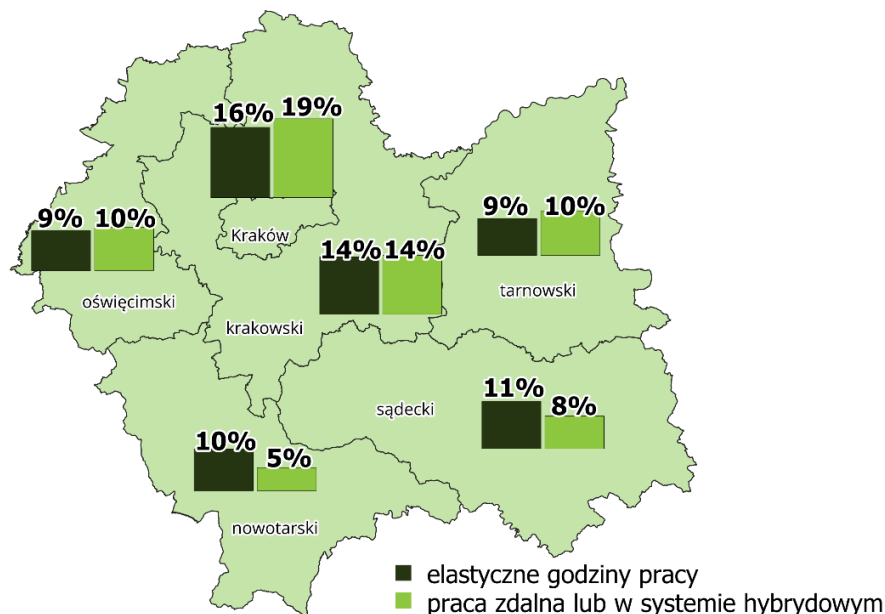 16% 19%
Kraków
9% 10%
oświęcimski
14% 14%
krakowski
9% 10%
tarnowski
11% 8%
sądecki
10% 5%
nowotarski
elastyczne godziny pracy
praca zdalna lub w systemie hybrydowym